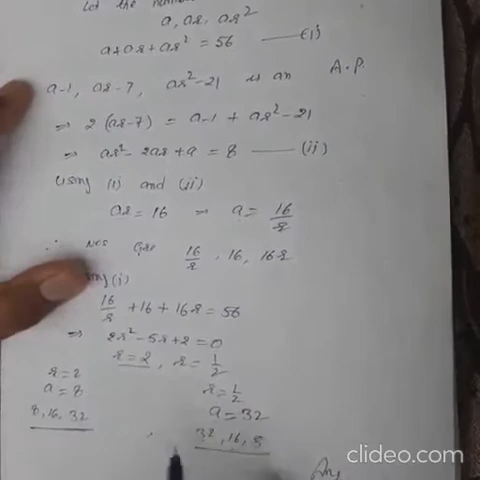 Let the
a, ar, ar²
a+ar+ar² = 56 —— (i)
a-1, ar-7, ar²-21 is an A.P.
⇒ 2(ar-7) = a-1 + ar²-21
⇒ ar²-2ar+a = 8 —— (ii)
Using (i) and (ii)
ar = 16 ⇒ a = 16/r
∴ NOS are 16/r, 16, 16r
(i)
16/r +16+16r = 56
⇒ 2r²-5r+2=0
r=2, r=1/2
r=2 r=1/2
a=8 a=32
8,16,32 32,16,8
Ans
clideo.com